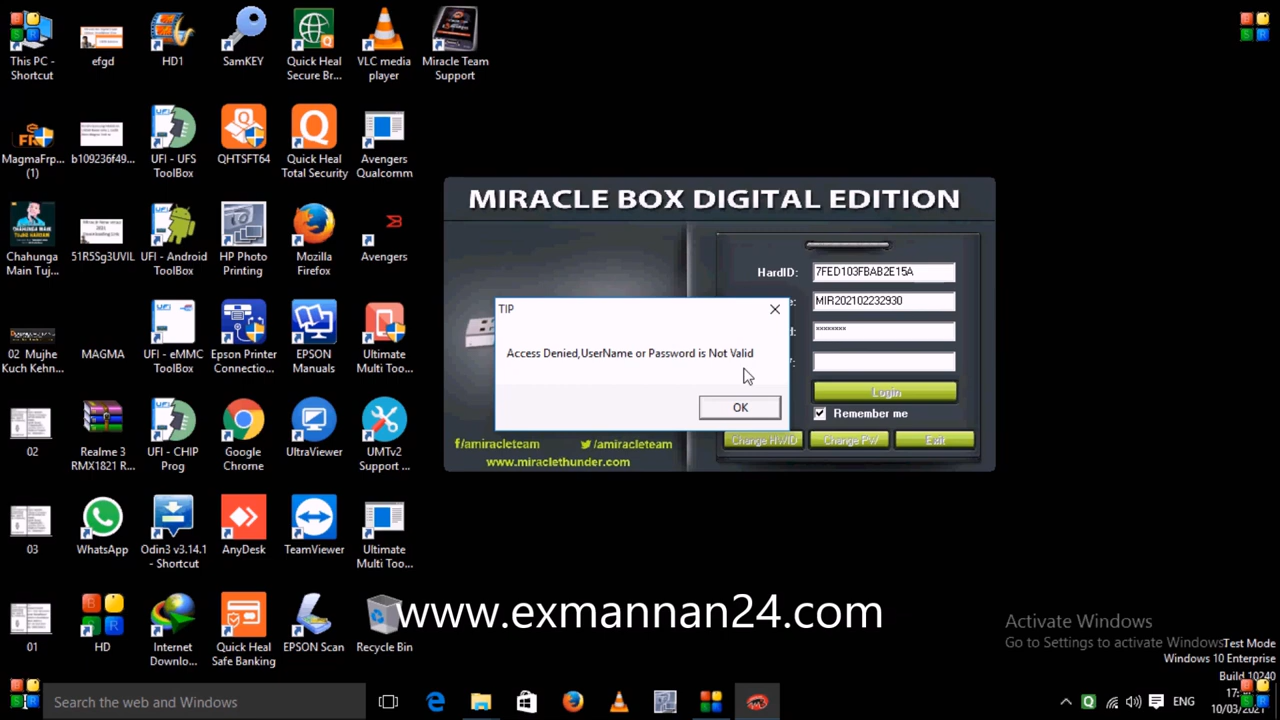 This PC -
Shortcut
efgd
HD1
SamKEY
Quick Heal
Secure Br...
VLC media
player
Miracle Team
Support
MagmaFrp...
(1)
b109236f49...
UFI - UFS
ToolBox
QHTSFT64
Quick Heal
Total Security
Avengers
Qualcomm
Chahunga
Main Tuj...
51R5Sg3UVIL
UFI - Android
ToolBox
HP Photo
Printing
Mozilla
Firefox
Avengers
02 Mujhe
Kuch Kehn...
MAGMA
UFI - eMMC
ToolBox
Epson Printer
Connectio...
EPSON
Manuals
Ultimate
Multi Too...
02
Realme 3
RMX1821 R...
UFI - CHIP
Prog
Google
Chrome
UltraViewer
UMTv2
Support ...
03
WhatsApp
Odin3 v3.14.1
- Shortcut
AnyDesk
TeamViewer
Ultimate
Multi Too...
01
HD
Internet
Downlo...
Quick Heal
Safe Banking
EPSON Scan
Recycle Bin
MIRACLE BOX DIGITAL EDITION
HardID:
7FED103FBAB2E15A
MIR202102232930
********
Login
Remember me
Change HWID
Change PW
Exit
/amiracleteam
/amiracleteam
www.miraclethunder.com
TIP
Access Denied,UserName or Password is Not Valid
OK
www.exmannan24.com
Activate Windows
Go to Settings to activate Windows
Test Mode
Windows 10 Enterprise
Build 10240
Search the web and Windows
ENG
10/03/2021